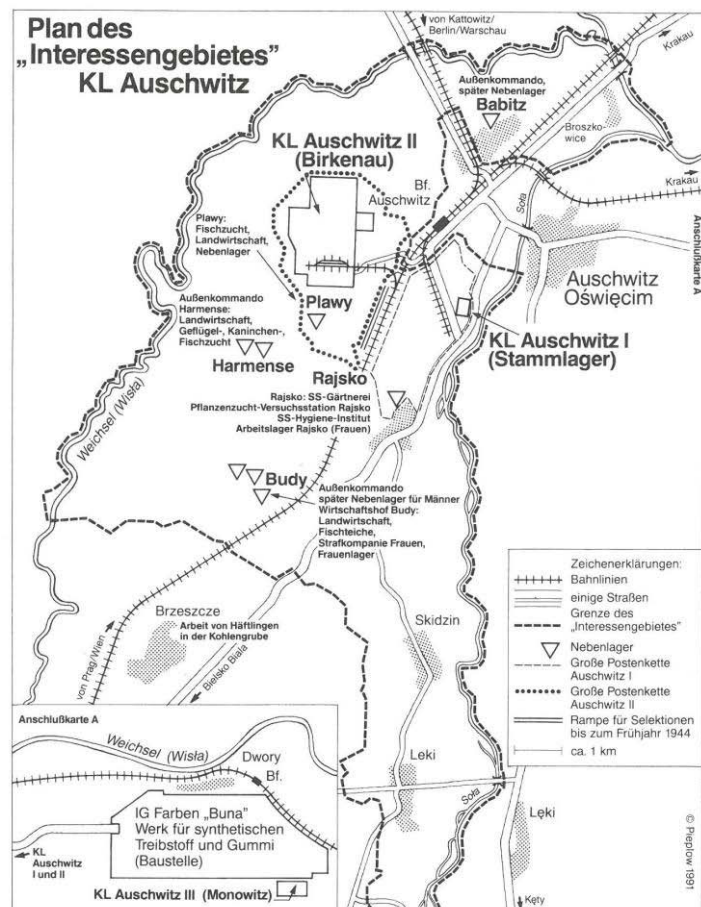 Plan des
„Interessengebietes”
KL Auschwitz
von Kattowitz/
Berlin/Warschau
Krakau
Außenkommando,
später Nebenlager
Babitz
Broszko-
wice
KL Auschwitz II
(Birkenau)
Bf.
Auschwitz
Krakau
Soła
Anschlußkarte A
Plawy:
Fischzucht,
Landwirtschaft,
Nebenlager
Auschwitz
Oświęcim
Außenkommando
Harmense:
Landwirtschaft,
Geflügel-, Kaninchen-,
Fischzucht
Plawy
KL Auschwitz I
(Stammlager)
Harmense
Rajsko
Rajsko: SS-Gärtnerei
Pflanzenzucht-Versuchsstation Rajsko
SS-Hygiene-Institut
Arbeitslager Rajsko (Frauen)
Weichsel (Wisła)
Budy
Außenkommando
später Nebenlager für Männer
Wirtschaftshof Budy:
Landwirtschaft,
Fischteiche,
Strafkompanie Frauen,
Frauenlager
Brzeszcze
Arbeit von Häftlingen
in der Kohlengrube
von Prag/Wien
Bielsko Biala
Skidzin
Łeki
Soła
Lęki
Kęty
Zeichenerklärungen:
Bahnlinien
einige Straßen
Grenze des
„Interessengebietes”
Nebenlager
Große Postenkette
Auschwitz I
Große Postenkette
Auschwitz II
Rampe für Selektionen
bis zum Frühjahr 1944
ca. 1 km
© Pieplow 1991
Anschlußkarte A
Weichsel (Wisła)
Dwory
Bf.
IG Farben „Buna”
Werk für synthetischen
Treibstoff und Gummi
(Baustelle)
KL
Auschwitz
I und II
KL Auschwitz III (Monowitz)